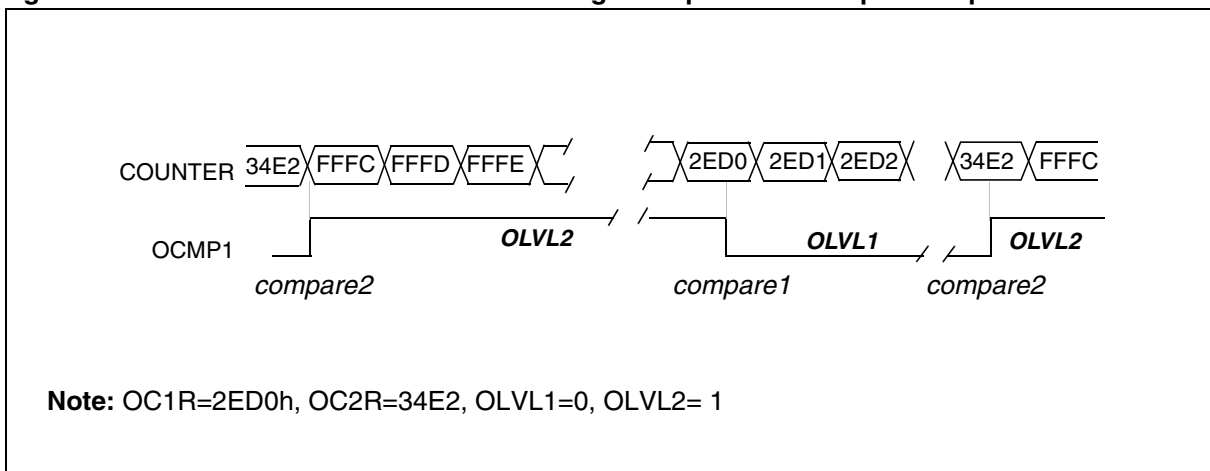 COUNTER 34E2 FFFC FFFD FFFE 2ED0 2ED1 2ED2 34E2 FFFC
OCMP1 OLVL2 OLVL1 OLVL2
compare2 compare1 compare2
Note: OC1R=2ED0h, OC2R=34E2, OLVL1=0, OLVL2= 1